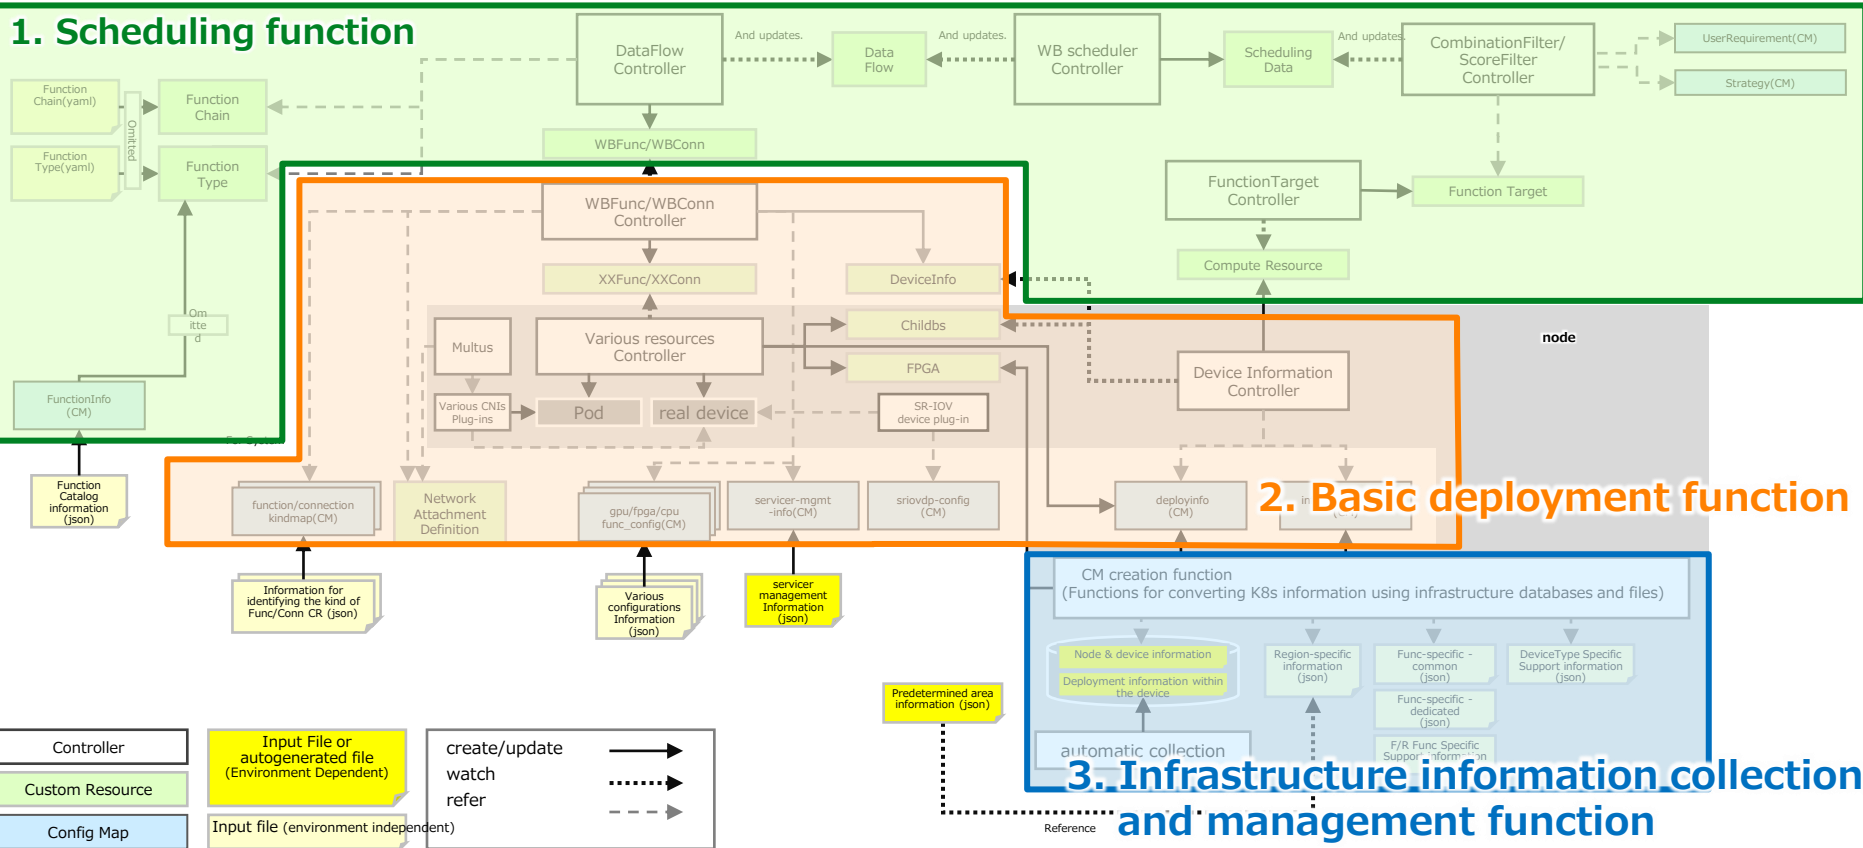 1. Scheduling function
DataFlow
Controller
And updates.
Data
Flow
And updates.
WB scheduler
Controller
Scheduling
Data
And updates.
CombinationFilter/
ScoreFilter
Controller
UserRequirement(CM)
Strategy(CM)
Function
Chain(yaml)
Function
Chain
Omitted
Function
Type(yaml)
Function
Type
WBFunc/WBConn
WBFunc/WBConn
Controller
FunctionTarget
Controller
Function Target
XXFunc/XXConn
DeviceInfo
Compute Resource
Omitte
d
Multus
Various resources
Controller
Childbs
FPGA
node
Device Information
Controller
FunctionInfo
(CM)
Various CNIs
Plug-ins
Pod
real device
SR-IOV
device plug-in
Function
Catalog
information
(json)
function/connection
kindmap(CM)
Network
Attachment
Definition
gpu/fpga/cpu
func_config(CM)
servicer-mgmt
-info(CM)
sriovdp-config
(CM)
deployinfo
(CM)
2. Basic deployment function
Information for
identifying the kind of
Func/Conn CR (json)
Various
configurations
Information
(json)
servicer
management
Information
(json)
CM creation function
(Functions for converting K8s information using infrastructure databases and files)
Node & device information
Deployment information within
the device
Region-specific
information
(json)
Func-specific -
common
(json)
DeviceType Specific
Support information
(json)
Func-specific -
dedicated
(json)
F/R Func Specific
Support information
Predetermined area
information (json)
automatic collection
3. Infrastructure information collection
and management function
Reference
Controller
Custom Resource
Config Map
Input File or
autogenerated file
(Environment Dependent)
Input file (environment independent)
create/update
watch
refer